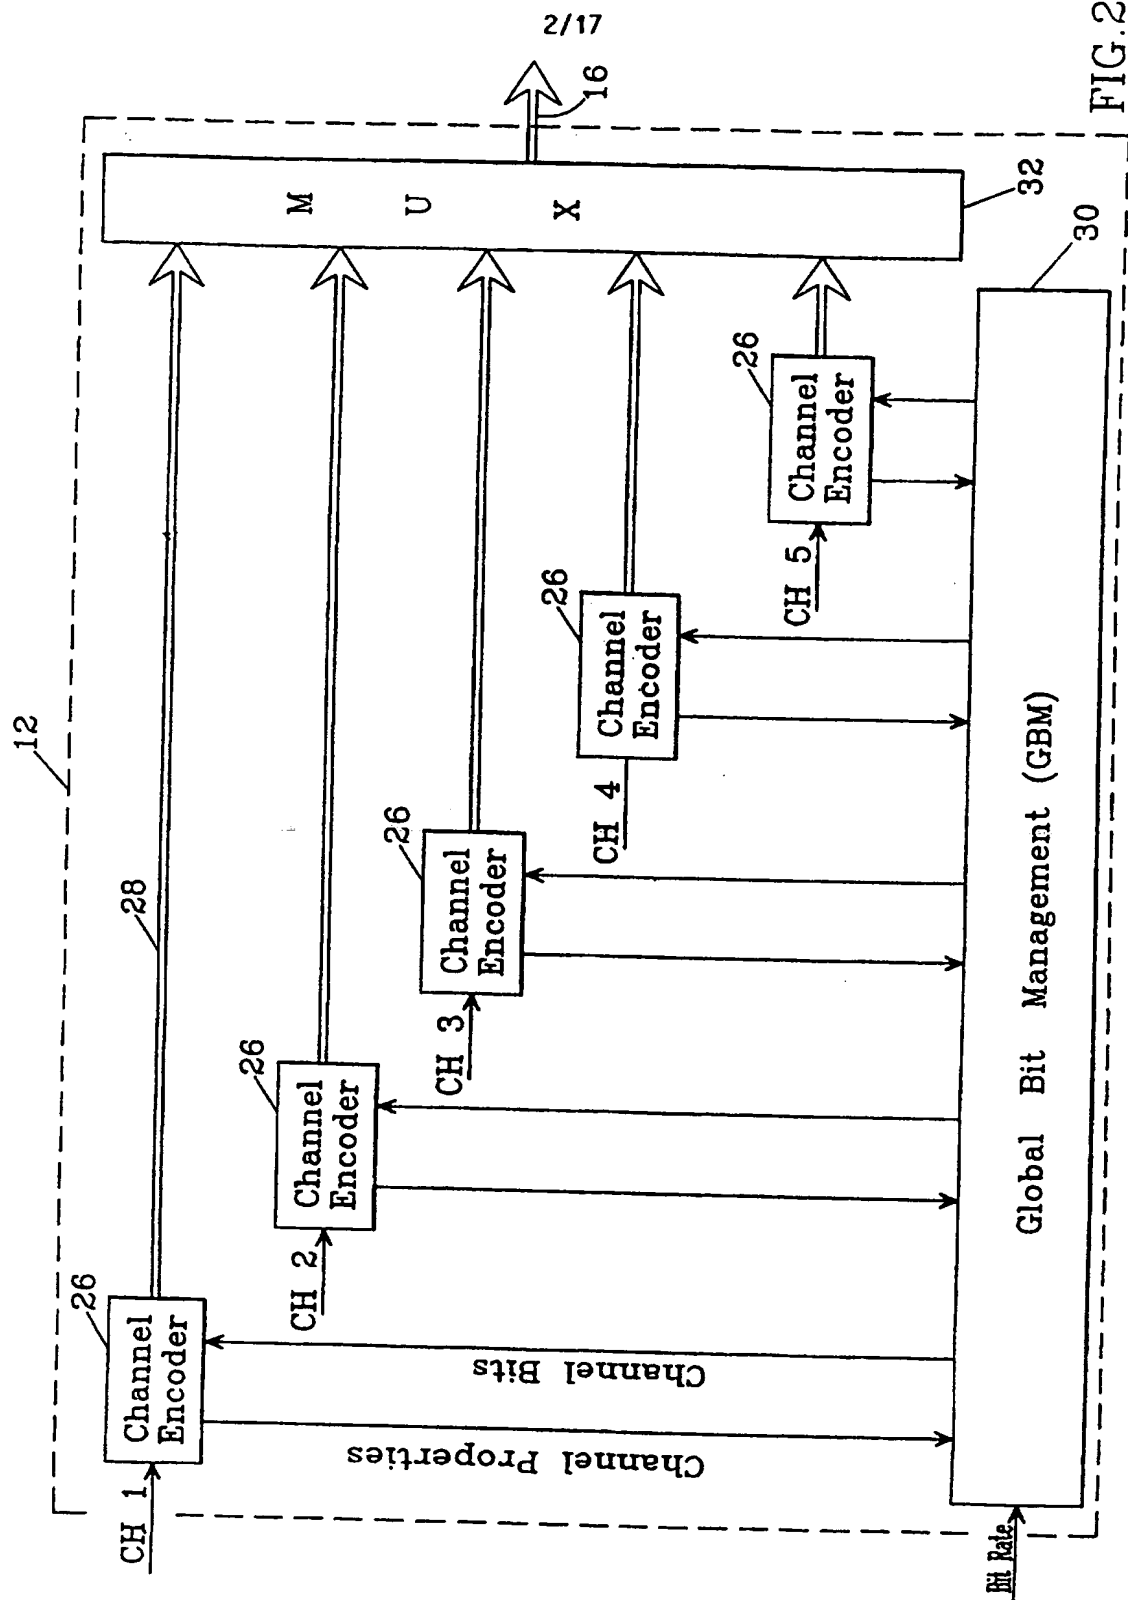 2/17
12
CH 1
26
Channel
Encoder
28
CH 2
26
Channel
Encoder
CH 3
26
Channel
Encoder
CH 4
26
Channel
Encoder
CH 5
26
Channel
Encoder
M U X
32
16
Channel Properties
Channel Bits
Bit Rate
Global Bit Management (GBM)
30
FIG.2